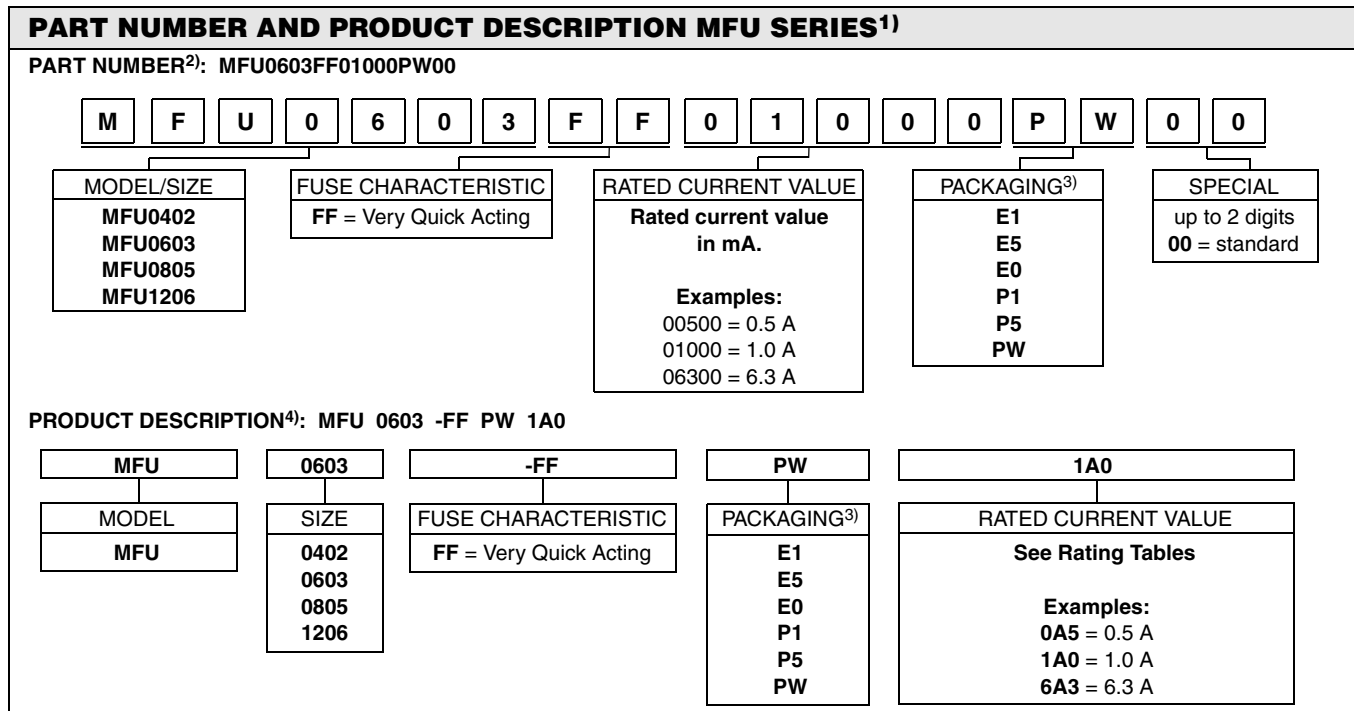 PART NUMBER AND PRODUCT DESCRIPTION MFU SERIES1)
PART NUMBER2): MFU0603FF01000PW00
M F U 0 6 0 3 F F 0 1 0 0 0 P W 0 0
MODEL/SIZE
MFU0402
MFU0603
MFU0805
MFU1206
FUSE CHARACTERISTIC
FF = Very Quick Acting
RATED CURRENT VALUE
Rated current value
in mA.
Examples:
00500 = 0.5 A
01000 = 1.0 A
06300 = 6.3 A
PACKAGING3)
E1
E5
E0
P1
P5
PW
SPECIAL
up to 2 digits
00 = standard
PRODUCT DESCRIPTION4): MFU 0603 -FF PW 1A0
MFU 0603 -FF PW 1A0
MODEL
MFU
SIZE
0402
0603
0805
1206
FUSE CHARACTERISTIC
FF = Very Quick Acting
PACKAGING3)
E1
E5
E0
P1
P5
PW
RATED CURRENT VALUE
See Rating Tables
Examples:
0A5 = 0.5 A
1A0 = 1.0 A
6A3 = 6.3 A